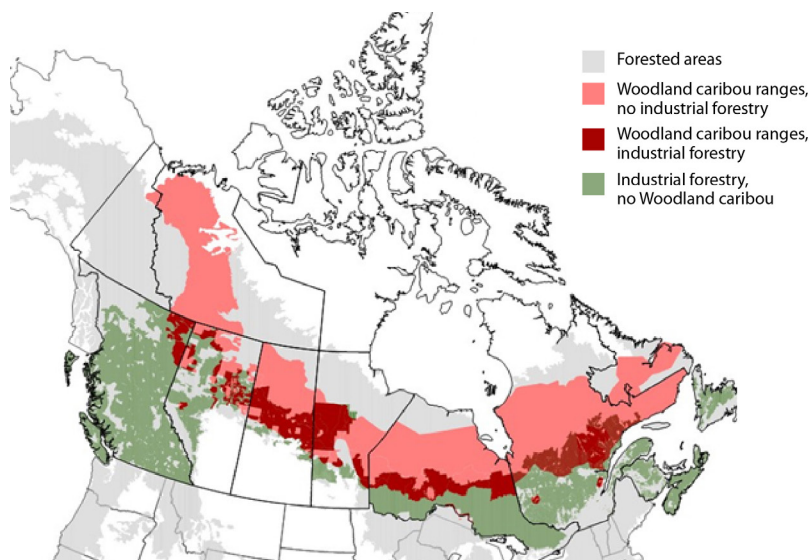 Forested areas
Woodland caribou ranges,
no industrial forestry
Woodland caribou ranges,
industrial forestry
Industrial forestry,
no Woodland caribou